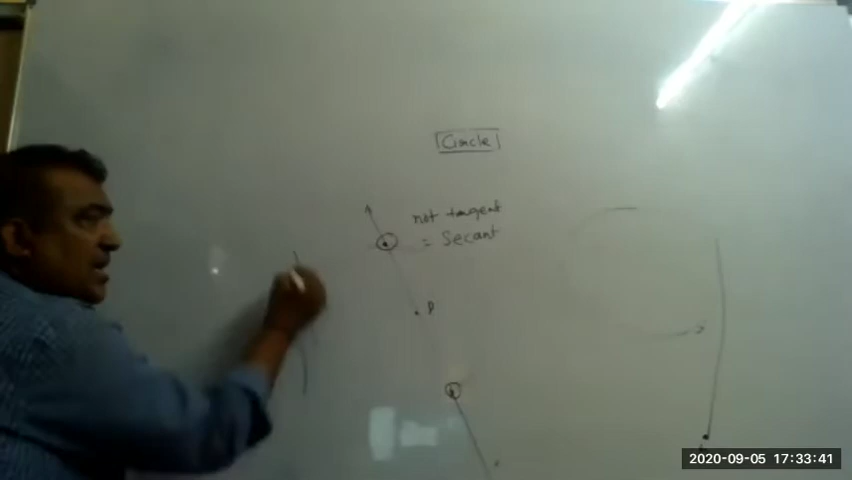 Circle
not tangent
= Secant
P
2020-09-05 17:33:41